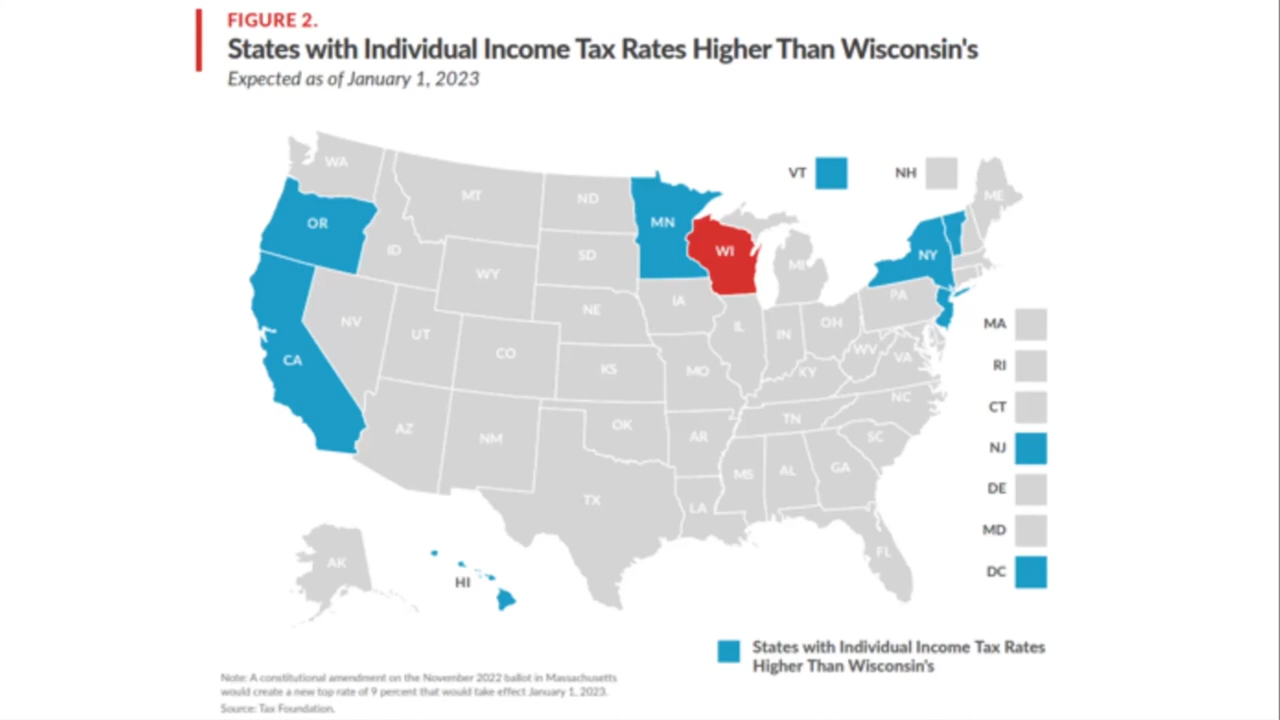 FIGURE 2.
States with Individual Income Tax Rates Higher Than Wisconsin's
Expected as of January 1, 2023
WA
MT
ND
MN
VT
NH
ME
OR
ID
WY
SD
WI
MI
NY
NV
UT
CO
NE
IA
IL
IN
OH
PA
CA
KS
MO
KY
WV
VA
MA
AZ
NM
OK
AR
TN
NC
SC
RI
TX
LA
MS
AL
GA
FL
CT
NJ
DE
MD
DC
AK
HI
States with Individual Income Tax Rates
Higher Than Wisconsin's
Note: A constitutional amendment on the November 2022 ballot in Massachusetts
would create a new top rate of 9 percent that would take effect January 1, 2023.
Source: Tax Foundation.